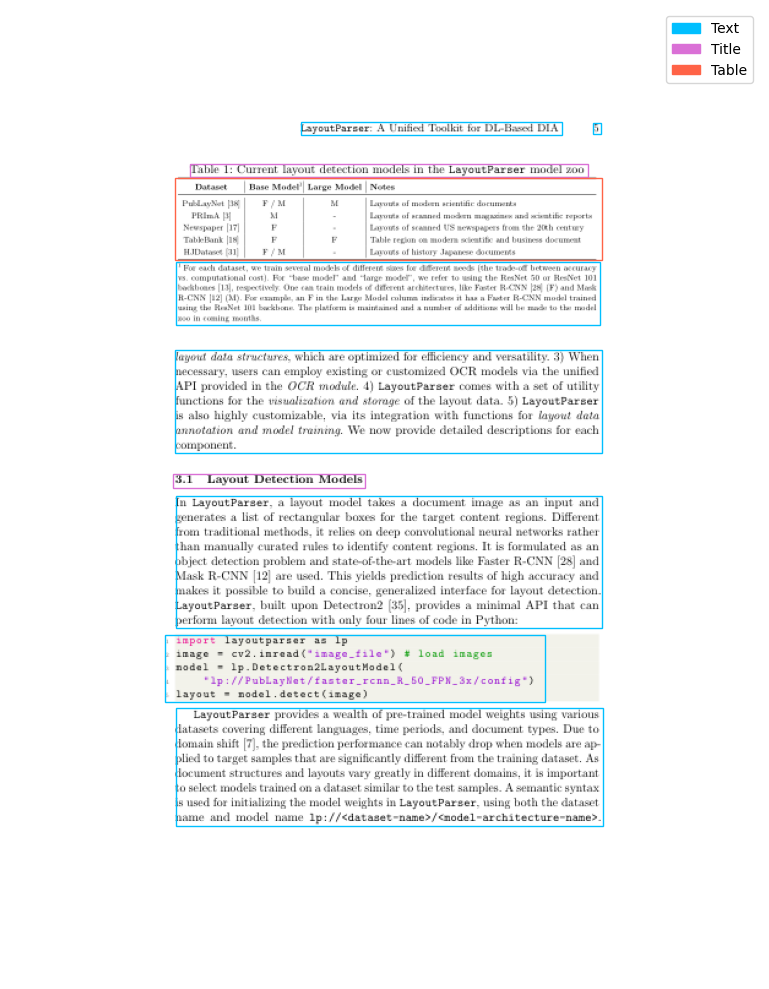 Text
Title
Table
LayoutParser: A Unified Toolkit for DL-Based DIA 5
Table 1: Current layout detection models in the LayoutParser model zoo
Dataset Base Model¹ Large Model Notes
PubLayNet [38] F / M M Layouts of modern scientific documents
PRImA [3] M - Layouts of scanned modern magazines and scientific reports
Newspaper [17] F - Layouts of scanned US newspapers from the 20th century
TableBank [18] F F Table region on modern scientific and business document
HJDataset [31] F / M - Layouts of history Japanese documents
¹ For each dataset, we train several models of different sizes for different needs (the trade-off between accuracy
vs. computational cost). For “base model” and “large model”, we refer to using the ResNet 50 or ResNet 101
backbones [13], respectively. One can train models of different architectures, like Faster R-CNN [28] (F) and Mask
R-CNN [12] (M). For example, an F in the Large Model column indicates it has a Faster R-CNN model trained
using the ResNet 101 backbone. The platform is maintained and a number of additions will be made to the model
zoo in coming months.
layout data structures, which are optimized for efficiency and versatility. 3) When
necessary, users can employ existing or customized OCR models via the unified
API provided in the OCR module. 4) LayoutParser comes with a set of utility
functions for the visualization and storage of the layout data. 5) LayoutParser
is also highly customizable, via its integration with functions for layout data
annotation and model training. We now provide detailed descriptions for each
component.
3.1 Layout Detection Models
In LayoutParser, a layout model takes a document image as an input and
generates a list of rectangular boxes for the target content regions. Different
from traditional methods, it relies on deep convolutional neural networks rather
than manually curated rules to identify content regions. It is formulated as an
object detection problem and state-of-the-art models like Faster R-CNN [28] and
Mask R-CNN [12] are used. This yields prediction results of high accuracy and
makes it possible to build a concise, generalized interface for layout detection.
LayoutParser, built upon Detectron2 [35], provides a minimal API that can
perform layout detection with only four lines of code in Python:
import layoutparser as lp
image = cv2.imread("image_file") # load images
model = lp.Detectron2LayoutModel(
"lp://PubLayNet/faster_rcnn_R_50_FPN_3x/config")
layout = model.detect(image)
LayoutParser provides a wealth of pre-trained model weights using various
datasets covering different languages, time periods, and document types. Due to
domain shift [7], the prediction performance can notably drop when models are ap-
plied to target samples that are significantly different from the training dataset. As
document structures and layouts vary greatly in different domains, it is important
to select models trained on a dataset similar to the test samples. A semantic syntax
is used for initializing the model weights in LayoutParser, using both the dataset
name and model name lp://<dataset-name>/<model-architecture-name>.